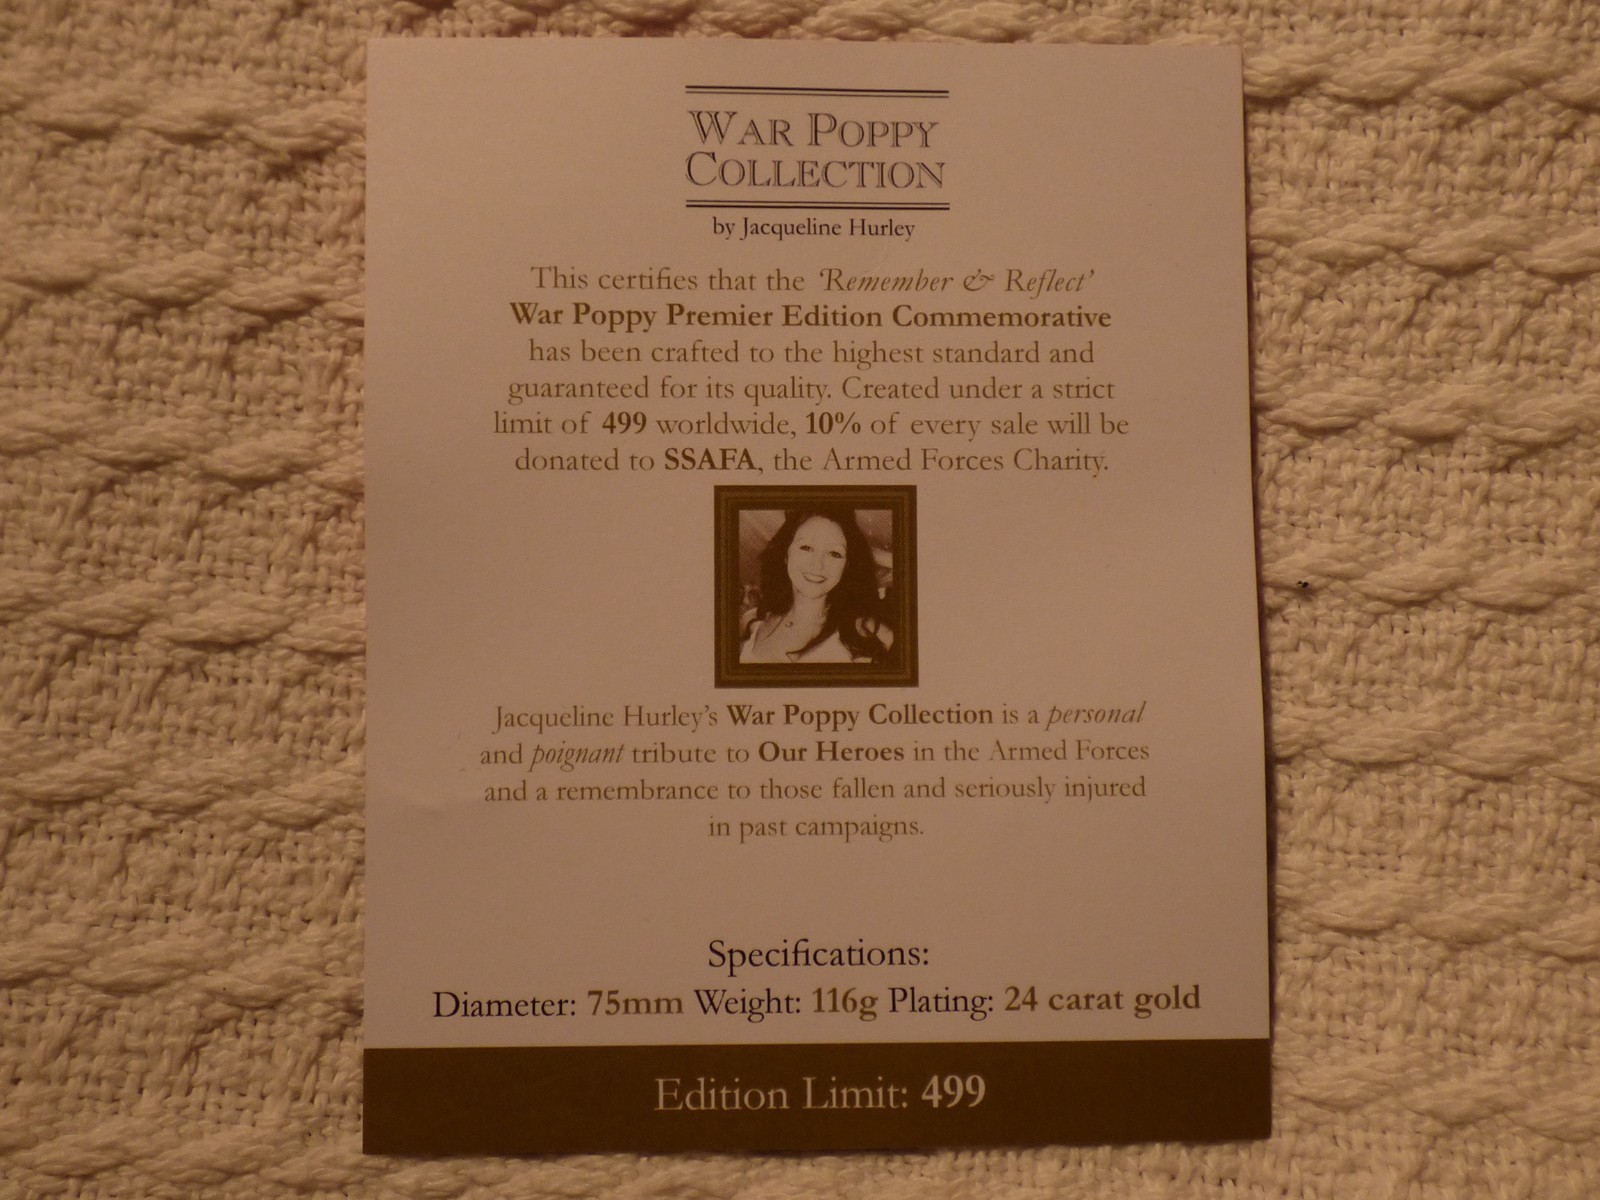 WAR POPPY
COLLECTION
by Jacqueline Hurley
This certifies that the 'Remember & Reflect'
War Poppy Premier Edition Commemorative
has been crafted to the highest standard and
guaranteed for its quality. Created under a strict
limit of 499 worldwide, 10% of every sale will be
donated to SSAFA, the Armed Forces Charity.
Jacqueline Hurley's War Poppy Collection is a personal
and poignant tribute to Our Heroes in the Armed Forces
and a remembrance to those fallen and seriously injured
in past campaigns.
Specifications:
Diameter: 75mm Weight: 116g Plating: 24 carat gold
Edition Limit: 499